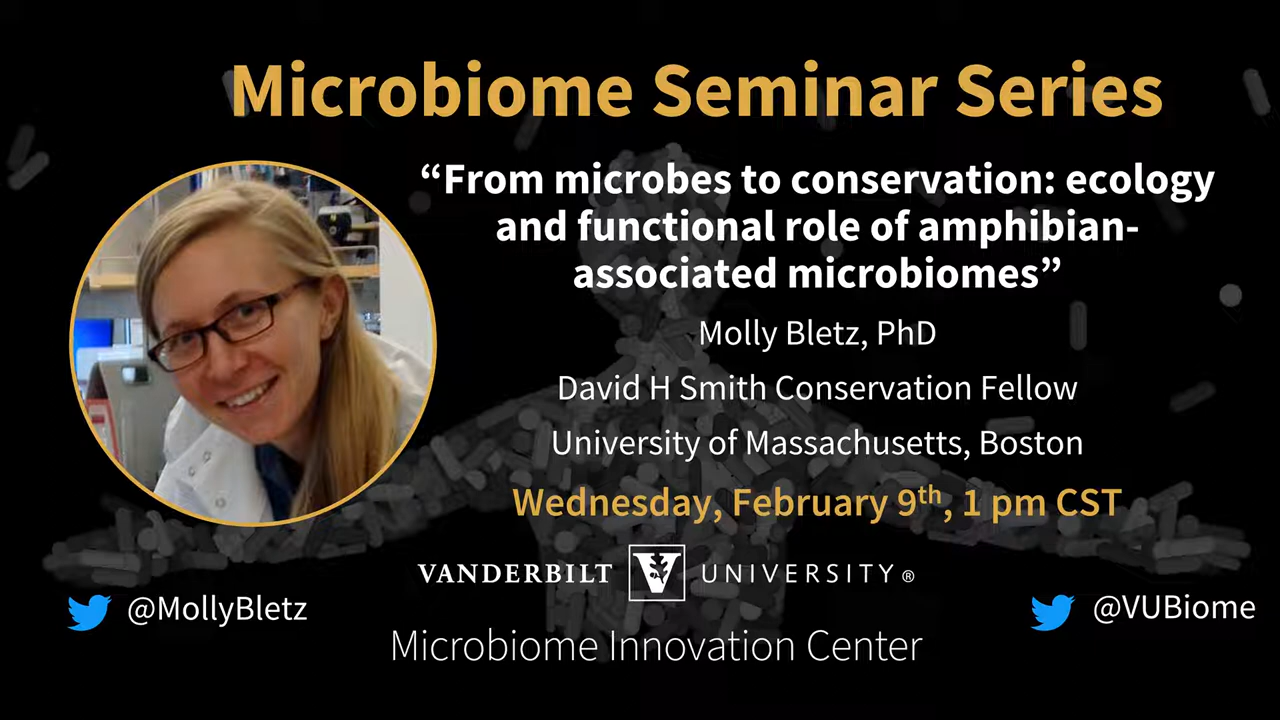 Microbiome Seminar Series
“From microbes to conservation: ecology
and functional role of amphibian-
associated microbiomes”
Molly Bletz, PhD
David H Smith Conservation Fellow
University of Massachusetts, Boston
Wednesday, February 9th, 1 pm CST
VANDERBILT V UNIVERSITY®
@MollyBletz
@VUBiome
Microbiome Innovation Center